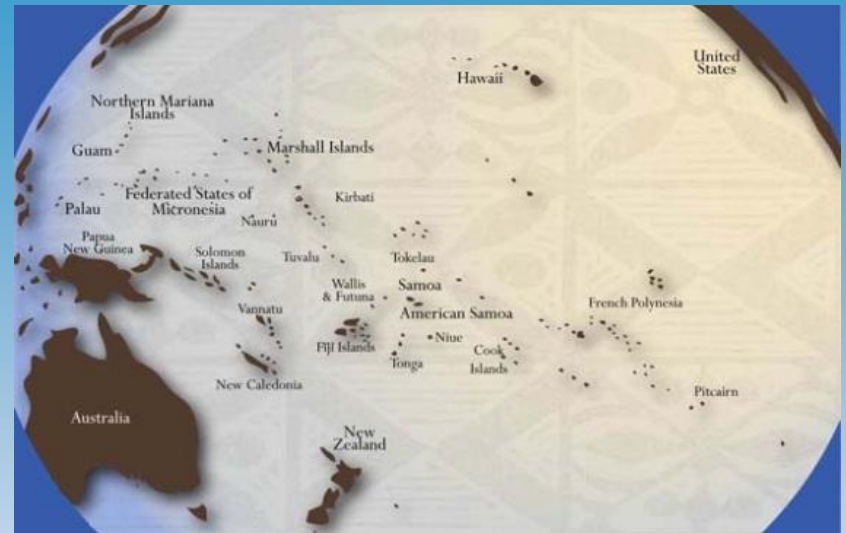 United
States
Hawaii
Northern Mariana
Islands
Guam
Marshall Islands
Federated States of
Micronesia
Kirbati
Palau
Nauru
Papua
New Guinea
Solomon
Islands
Tuvalu
Tokelau
Wallis
& Futuna
Samoa
French Polynesia
Vannatu
American Samoa
Fiji Islands
Niue
Tonga
Cook
Islands
New Caledonia
Pitcairn
Australia
New
Zealand